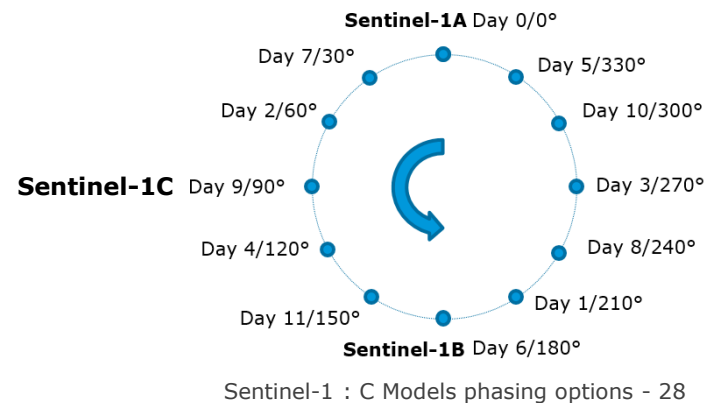 Sentinel-1A Day 0/0°
Day 7/30°
Day 5/330°
Day 2/60°
Day 10/300°
Sentinel-1C Day 9/90°
Day 3/270°
Day 4/120°
Day 8/240°
Day 11/150°
Day 1/210°
Sentinel-1B Day 6/180°
Sentinel-1 : C Models phasing options - 28